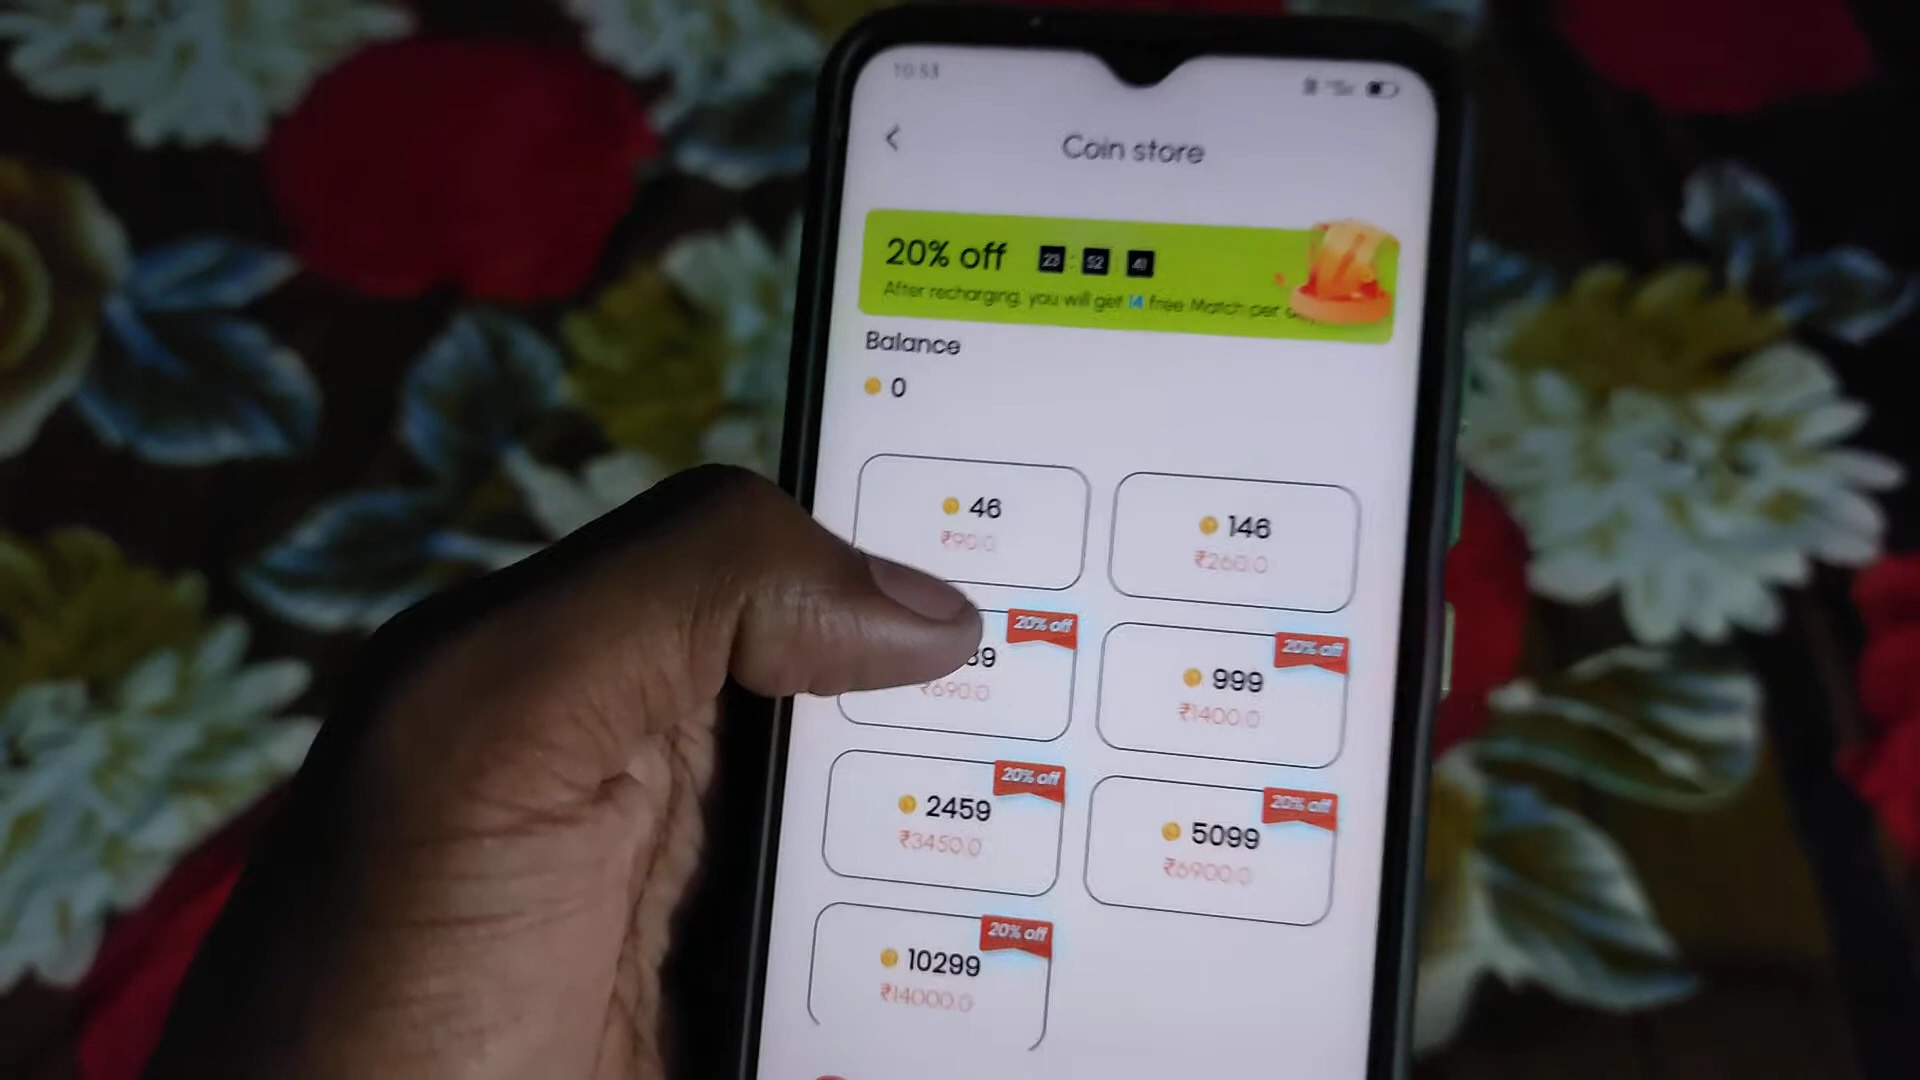 10:53
Coin store
20% off 23 : 52 : 41
After recharging, you will get 14 free Match per
Balance
0
46
₹90.0
146
₹260.0
20% off
89
₹690.0
20% off
999
₹1400.0
20% off
2459
₹3450.0
20% off
5099
₹6900.0
20% off
10299
₹14000.0